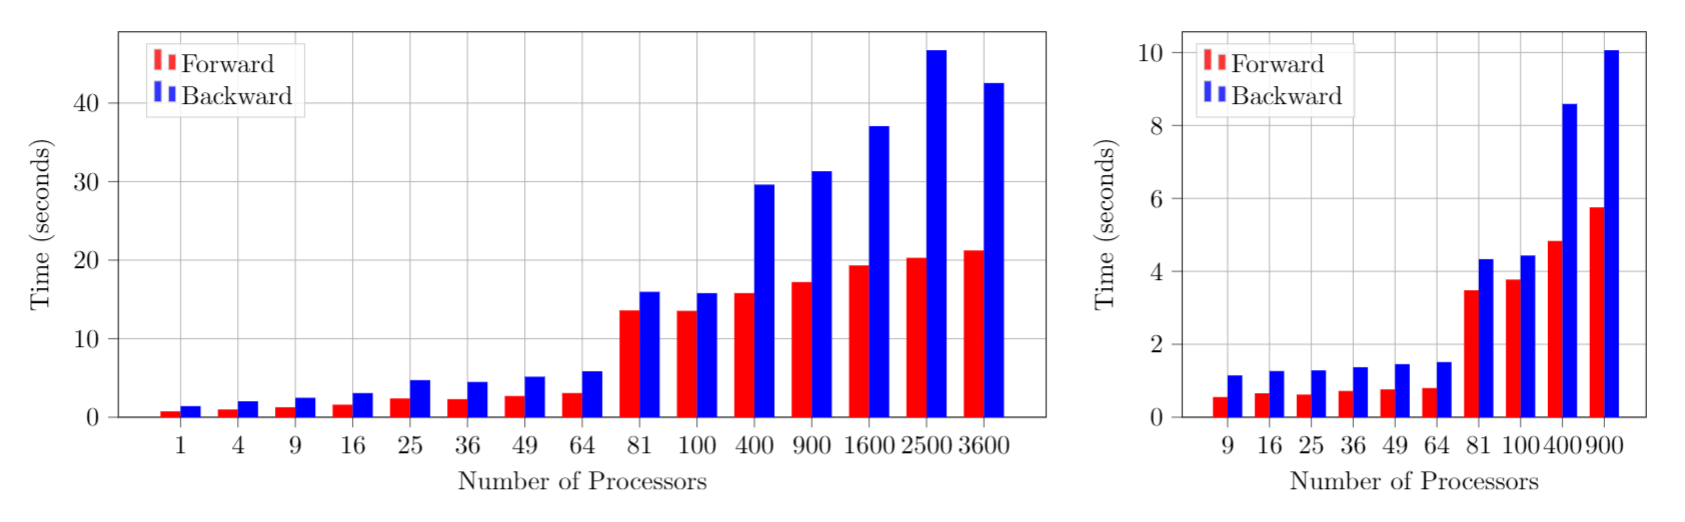 Forward
Backward
40
30
20
10
0
Time (seconds)
1 4 9 16 25 36 49 64 81 100 400 900 1600 2500 3600
Number of Processors
Forward
Backward
10
8
6
4
2
0
Time (seconds)
9 16 25 36 49 64 81 100 400 900
Number of Processors